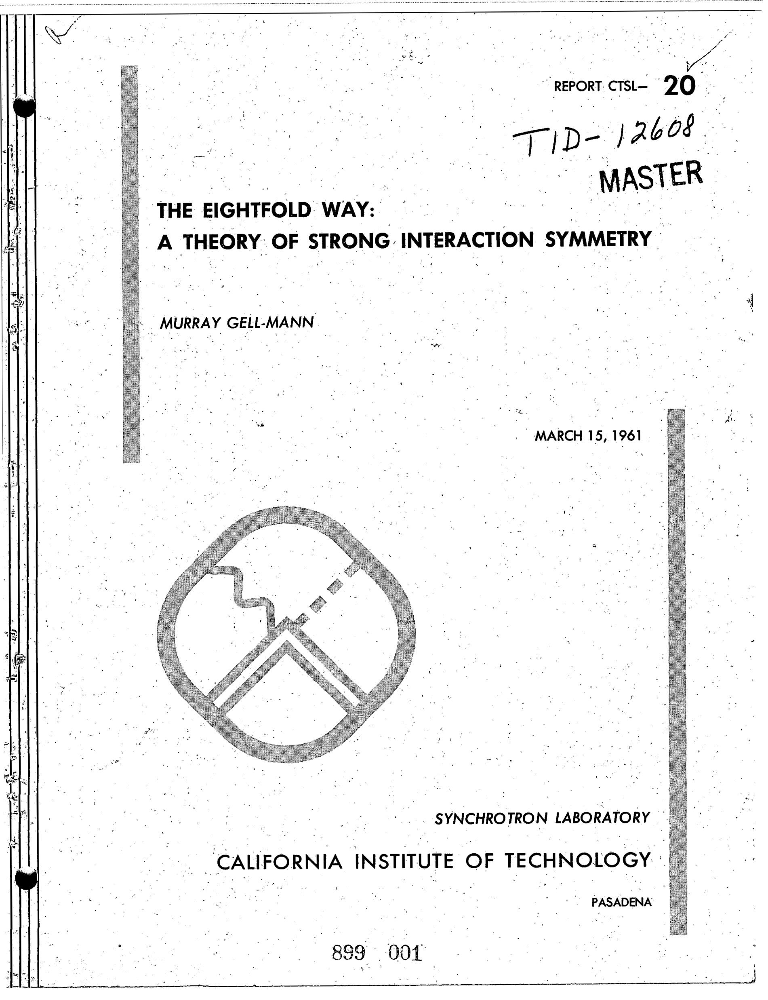 REPORT CTSL— 20
TID-12608
MASTER
THE EIGHTFOLD WAY:
A THEORY OF STRONG INTERACTION SYMMETRY
MURRAY GELL-MANN
MARCH 15, 1961
SYNCHROTRON LABORATORY
CALIFORNIA INSTITUTE OF TECHNOLOGY
PASADENA
899 001